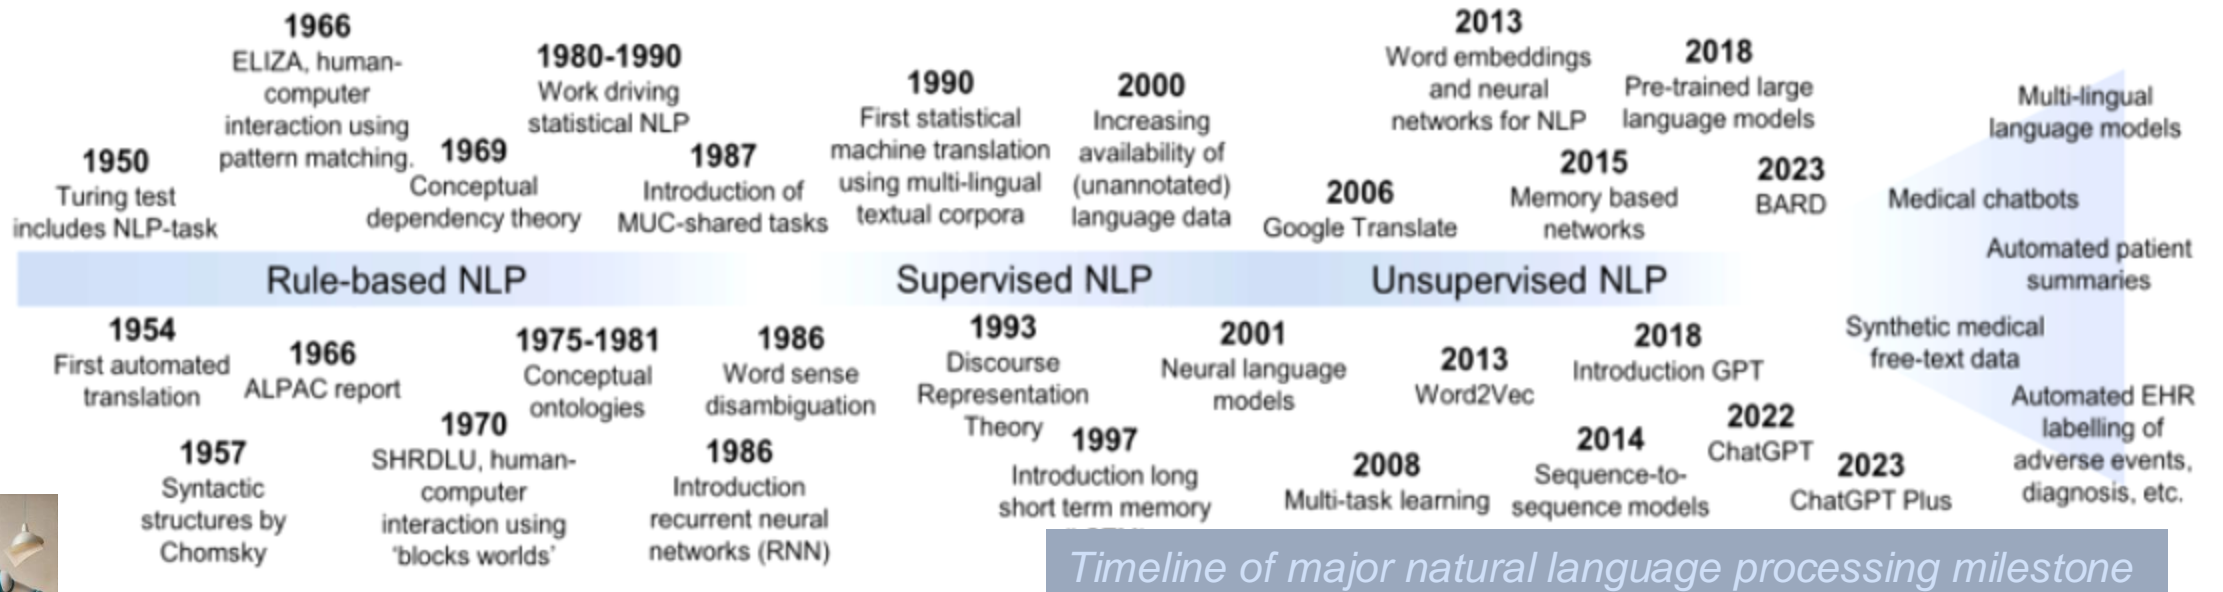 1950
Turing test
includes NLP-task
1966
ELIZA, human-
computer
interaction using
pattern matching.
1969
Conceptual
dependency theory
1980-1990
Work driving
statistical NLP
1987
Introduction of
MUC-shared tasks
1990
First statistical
machine translation
using multi-lingual
textual corpora
2000
Increasing
availability of
(unannotated)
language data
2006
Google Translate
2013
Word embeddings
and neural
networks for NLP
2015
Memory based
networks
2018
Pre-trained large
language models
2023
BARD
Rule-based NLP
Supervised NLP
Unsupervised NLP
1954
First automated
translation
1957
Syntactic
structures by
Chomsky
1966
ALPAC report
1970
SHRDLU, human-
computer
interaction using
‘blocks worlds’
1975-1981
Conceptual
ontologies
1986
Word sense
disambiguation
1986
Introduction
recurrent neural
networks (RNN)
1993
Discourse
Representation
Theory
1997
Introduction long
short term memory
2001
Neural language
models
2008
Multi-task learning
2013
Word2Vec
2014
Sequence-to-
sequence models
2018
Introduction GPT
2022
ChatGPT
2023
ChatGPT Plus
Multi-lingual
language models
Medical chatbots
Automated patient
summaries
Synthetic medical
free-text data
Automated EHR
labelling of
adverse events,
diagnosis, etc.
Timeline of major natural language processing milestone